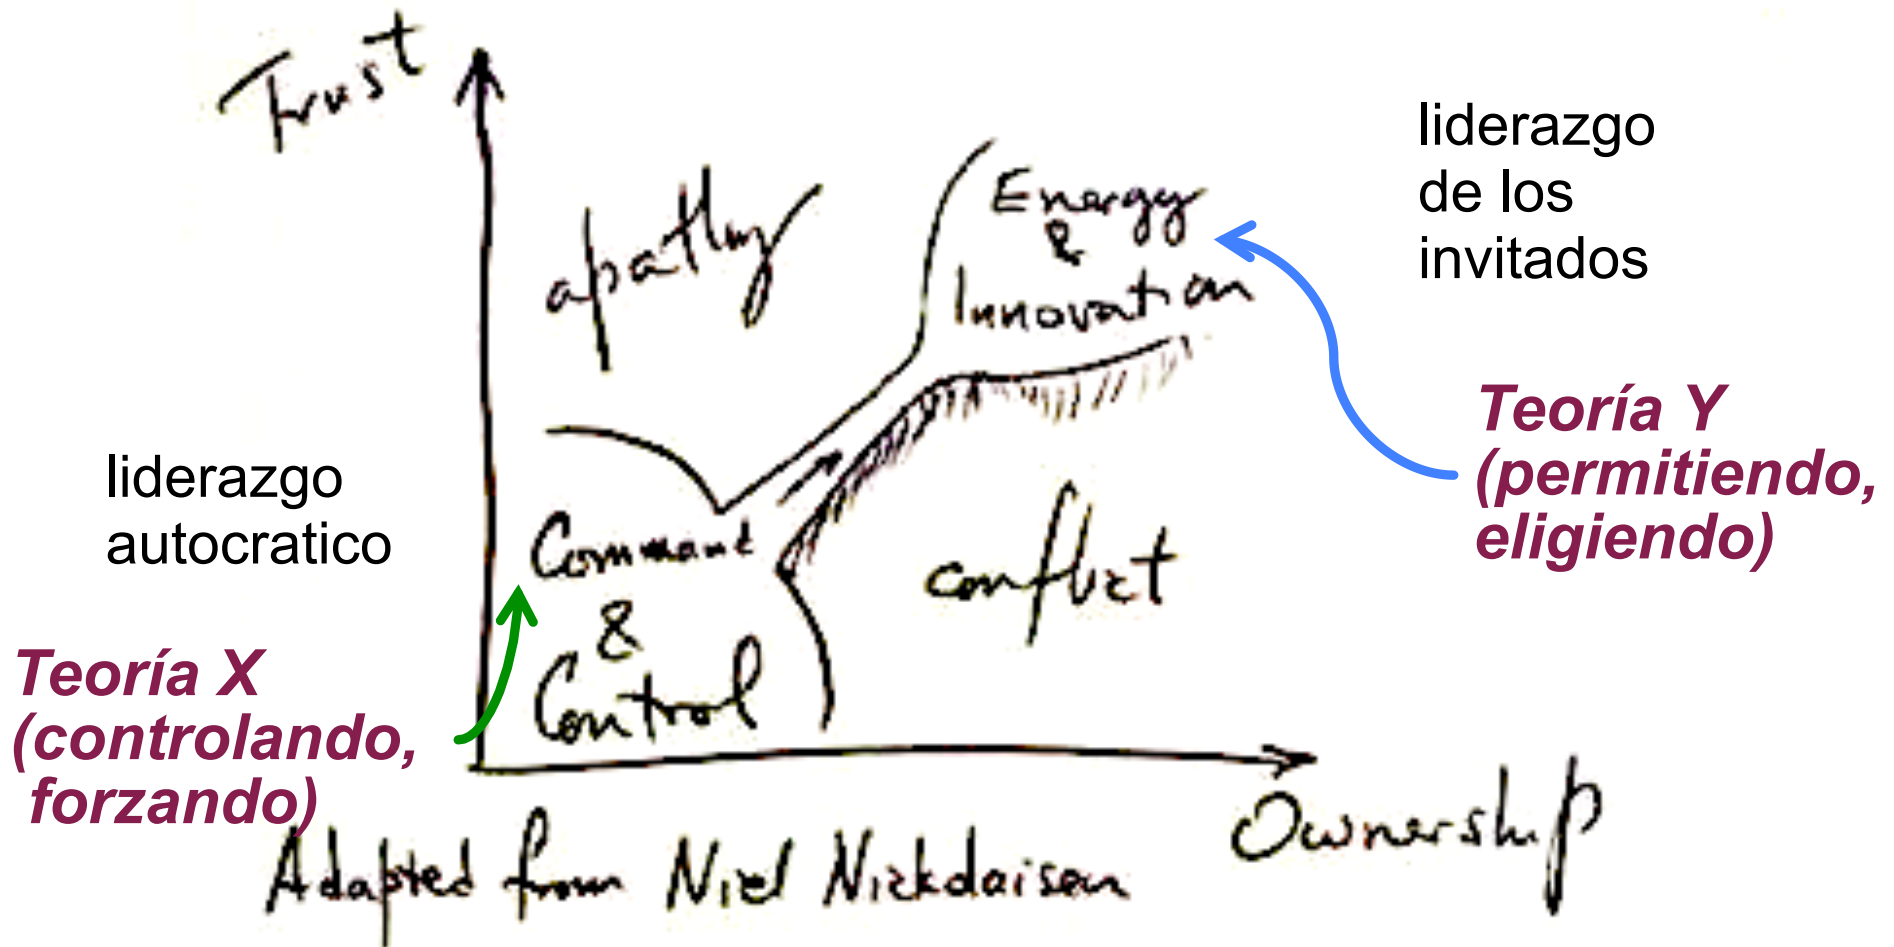 Trust
apathy
Energy
&
Innovation
liderazgo
de los
invitados
Teoría Y
(permitiendo,
eligiendo)
liderazgo
autocratico
Command
&
Control
conflict
Teoría X
(controlando,
forzando)
Ownership
Adapted from Niel Nickdaisen